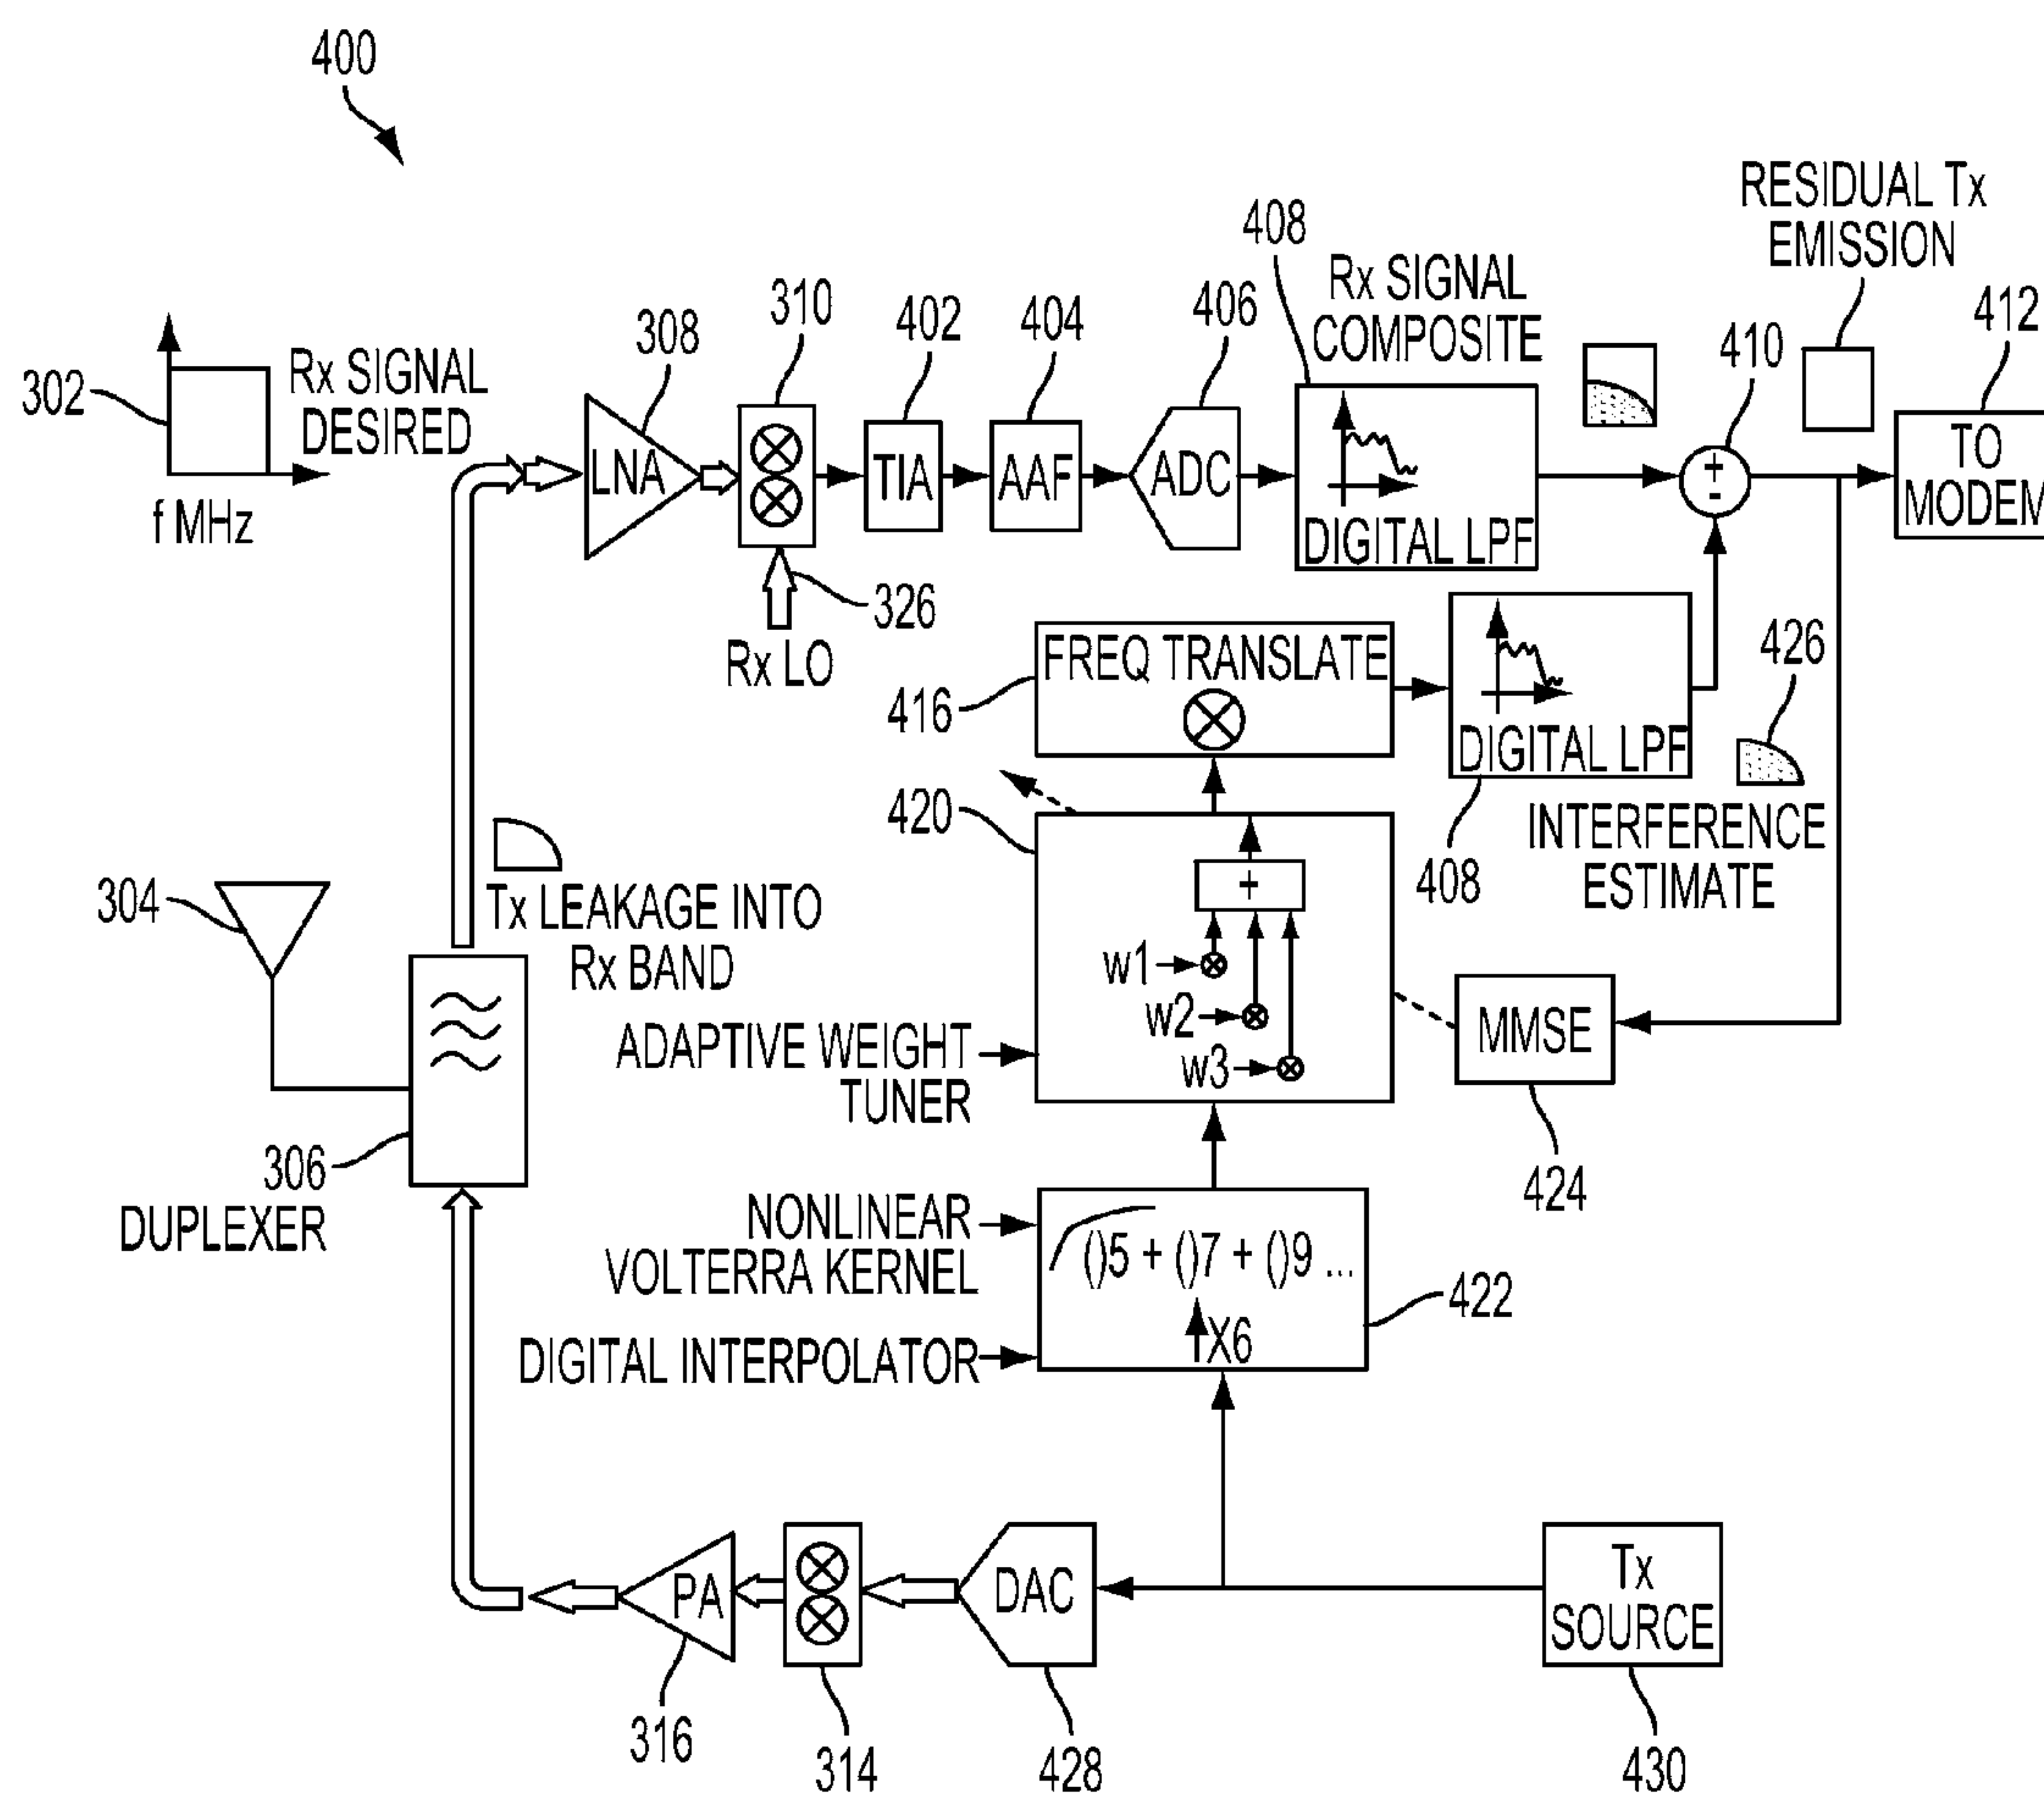 400
RESIDUAL Tx
EMISSION
408
Rx SIGNAL
COMPOSITE
310
402
404
406
410
412
302
Rx SIGNAL
DESIRED
308
f MHz
LNA
TIA
AAF
ADC
DIGITAL LPF
+
-
TO
MODEM
326
Rx LO
FREQ TRANSLATE
416
DIGITAL LPF
426
408
INTERFERENCE
ESTIMATE
420
+
w1
w2
w3
304
Tx LEAKAGE INTO
Rx BAND
ADAPTIVE WEIGHT
TUNER
MMSE
424
306
DUPLEXER
NONLINEAR
VOLTERRA KERNEL
()5 + ()7 + ()9 ...
X6
422
DIGITAL INTERPOLATOR
PA
DAC
Tx
SOURCE
316
314
428
430